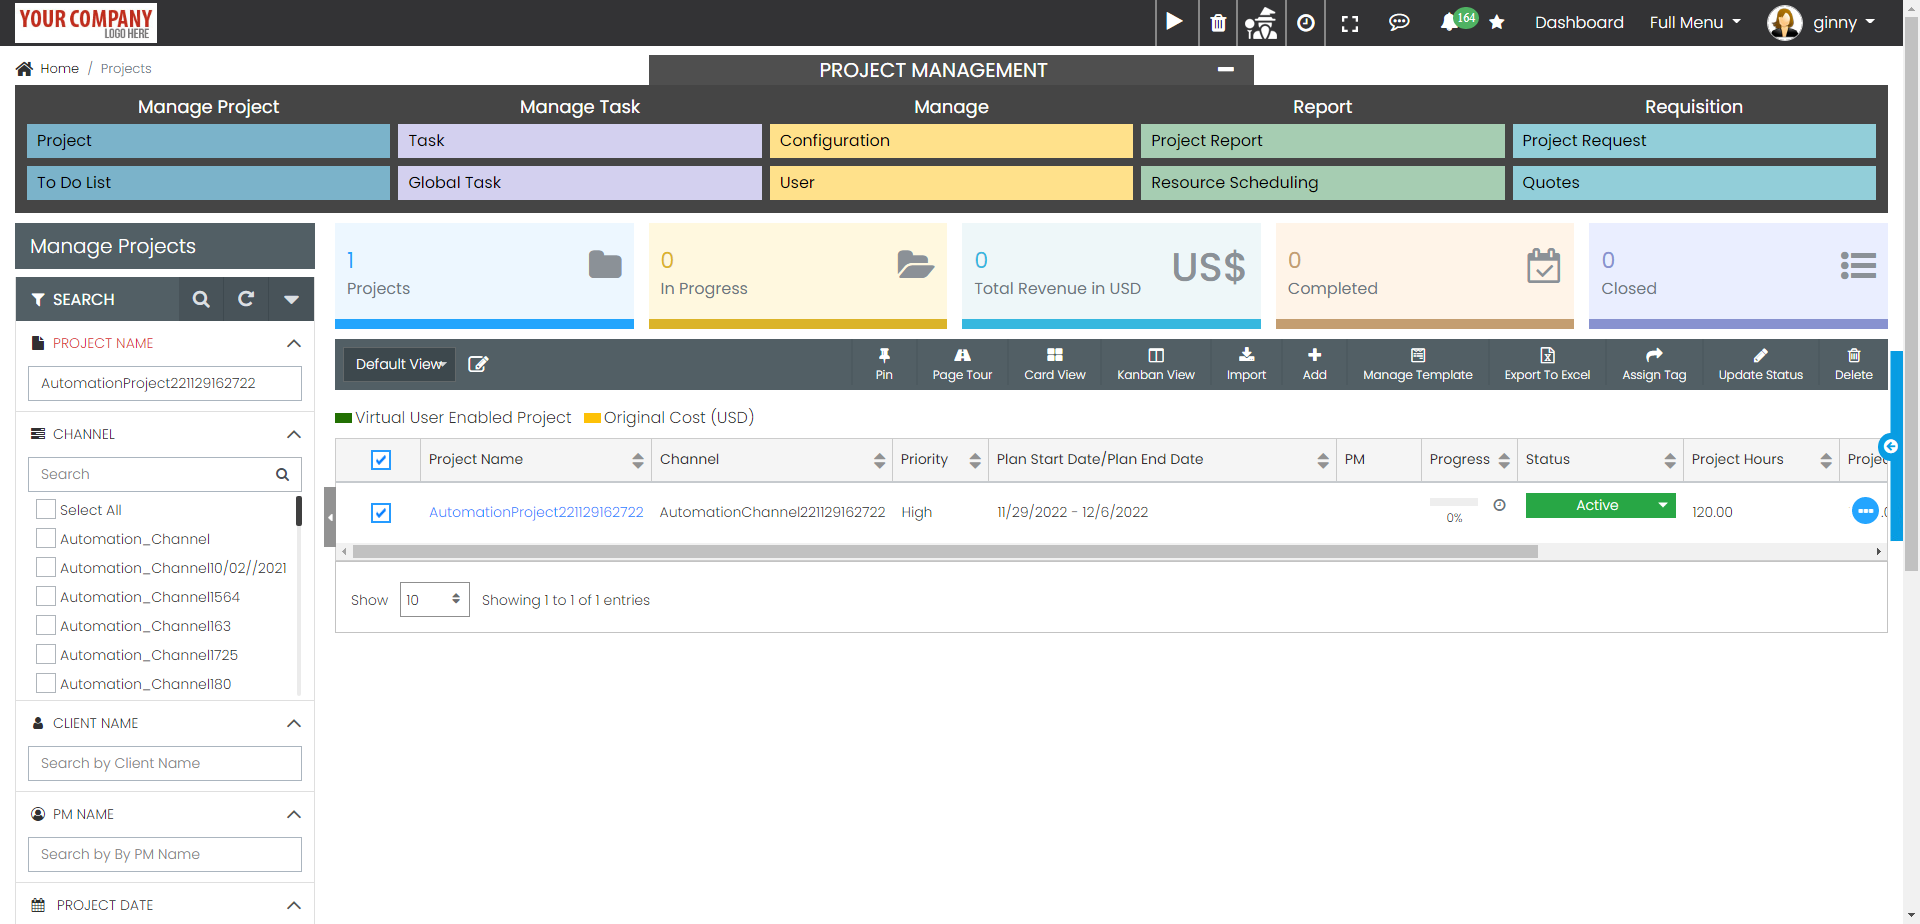 YOUR COMPANY
LOGO HERE
164
Dashboard
Full Menu
ginny
Home / Projects
PROJECT MANAGEMENT
Manage Project
Manage Task
Manage
Report
Requisition
Project
Task
Configuration
Project Report
Project Request
To Do List
Global Task
User
Resource Scheduling
Quotes
Manage Projects
1
Projects
0
In Progress
0
Total Revenue in USD
US$
0
Completed
0
Closed
SEARCH
PROJECT NAME
AutomationProject221129162722
CHANNEL
Search
Select All
Automation_Channel
Automation_Channel10/02//2021
Automation_Channel1564
Automation_Channel163
Automation_Channel1725
Automation_Channel180
CLIENT NAME
Search by Client Name
PM NAME
Search by By PM Name
PROJECT DATE
Default View
Pin
Page Tour
Card View
Kanban View
Import
Add
Manage Template
Export To Excel
Assign Tag
Update Status
Delete
Virtual User Enabled Project
Original Cost (USD)
Project Name
Channel
Priority
Plan Start Date/Plan End Date
PM
Progress
Status
Project Hours
AutomationProject221129162722
AutomationChannel221129162722
High
11/29/2022 - 12/6/2022
0%
Active
120.00
Show
10
Showing 1 to 1 of 1 entries